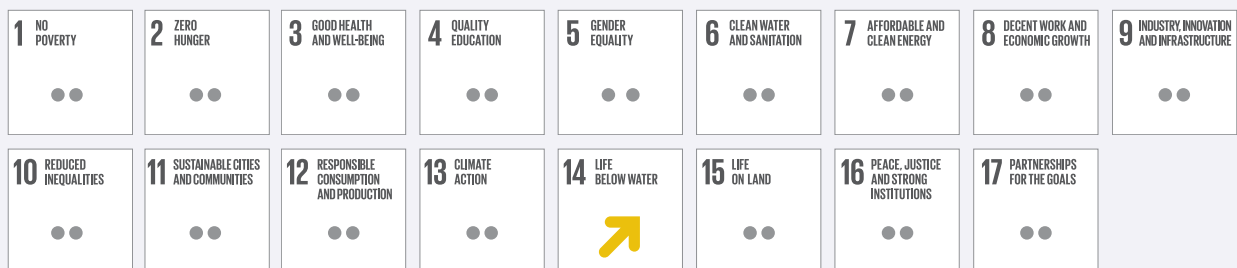 1 NO
POVERTY
2 ZERO
HUNGER
3 GOOD HEALTH
AND WELL-BEING
4 QUALITY
EDUCATION
5 GENDER
EQUALITY
6 CLEAN WATER
AND SANITATION
7 AFFORDABLE AND
CLEAN ENERGY
8 DECENT WORK AND
ECONOMIC GROWTH
9 INDUSTRY, INNOVATION
AND INFRASTRUCTURE
10 REDUCED
INEQUALITIES
11 SUSTAINABLE CITIES
AND COMMUNITIES
12 RESPONSIBLE
CONSUMPTION
AND PRODUCTION
13 CLIMATE
ACTION
14 LIFE
BELOW WATER
15 LIFE
ON LAND
16 PEACE, JUSTICE
AND STRONG
INSTITUTIONS
17 PARTNERSHIPS
FOR THE GOALS